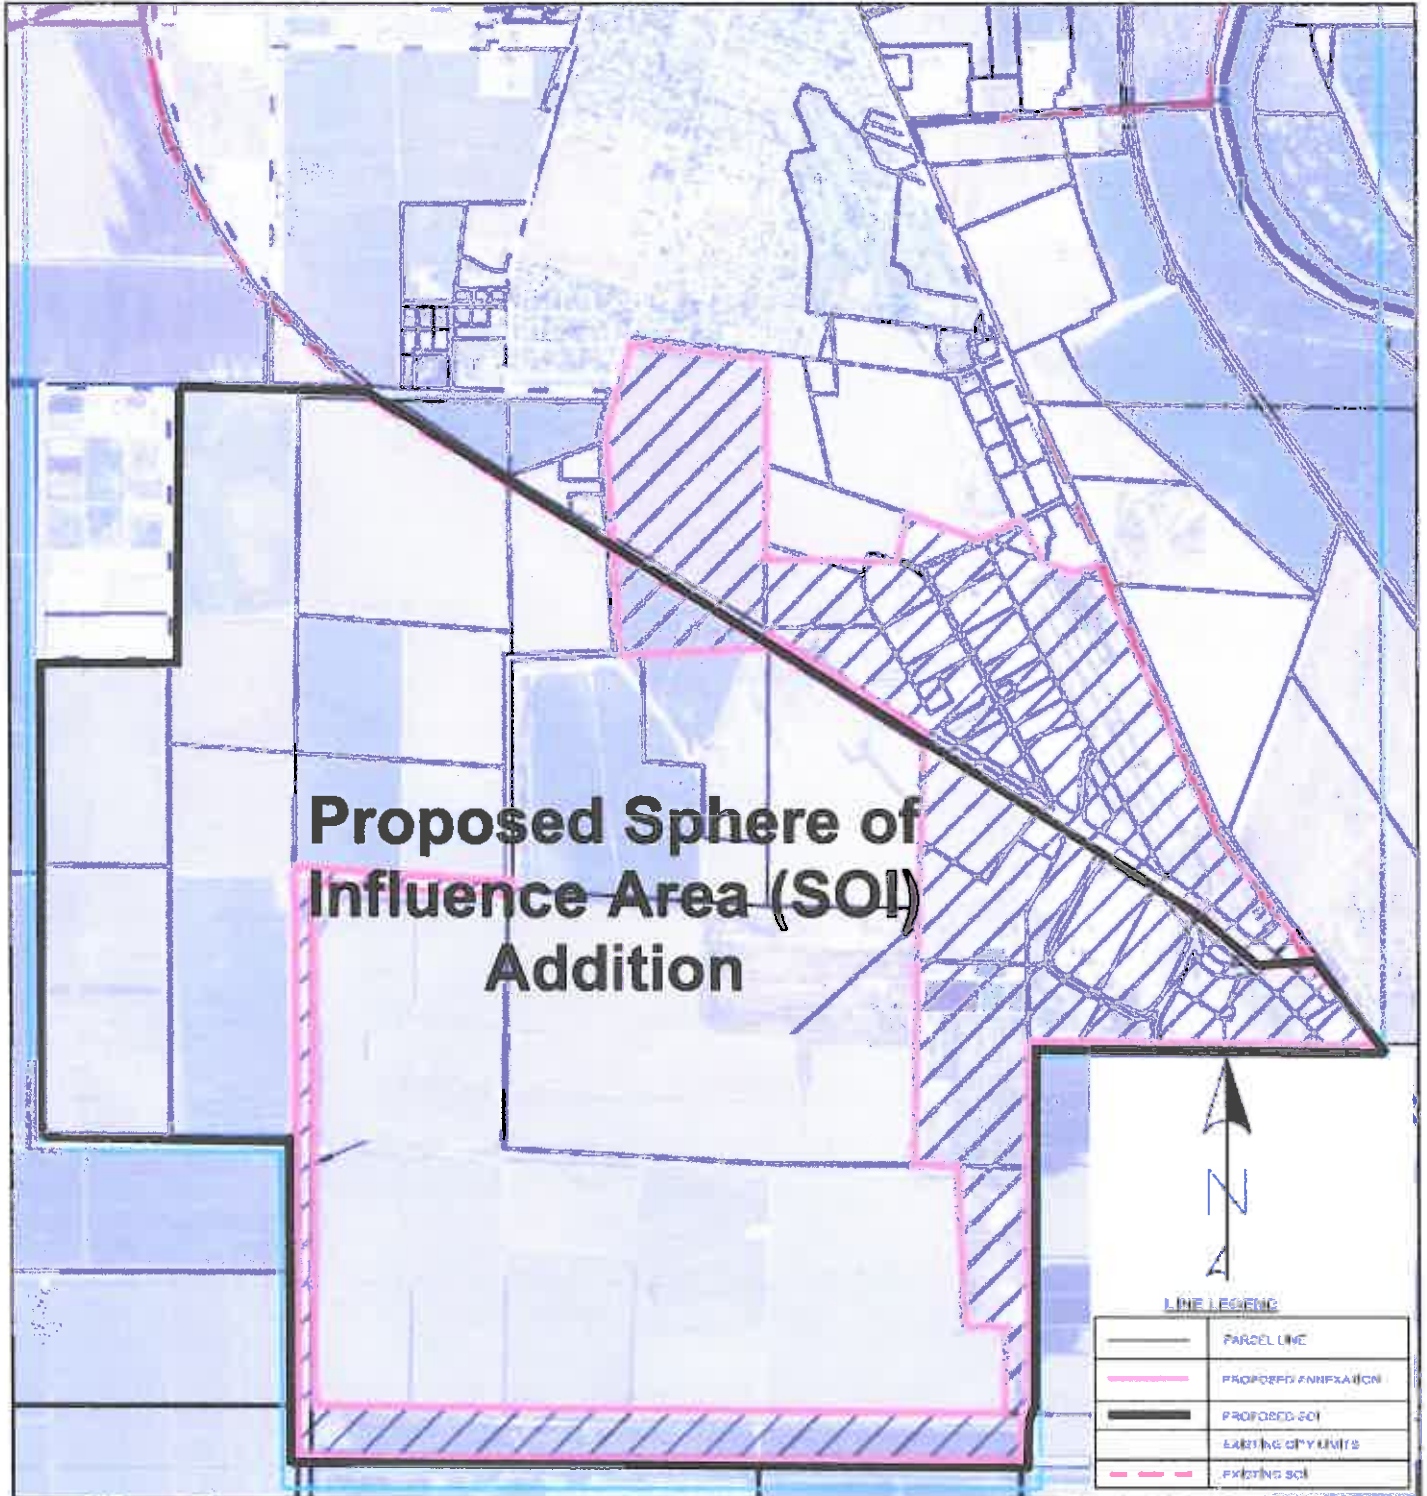 Proposed Sphere of
Influence Area (SOI)
Addition
N
LINE LEGEND
PARCEL LINE
PROPOSED ANNEXATION
PROPOSED SOI
EXISTING CITY LIMITS
EXISTING SOI